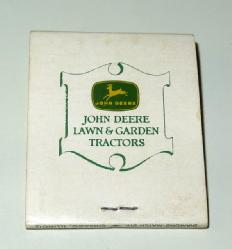 JOHN DEERE
JOHN DEERE
LAWN & GARDEN
TRACTORS